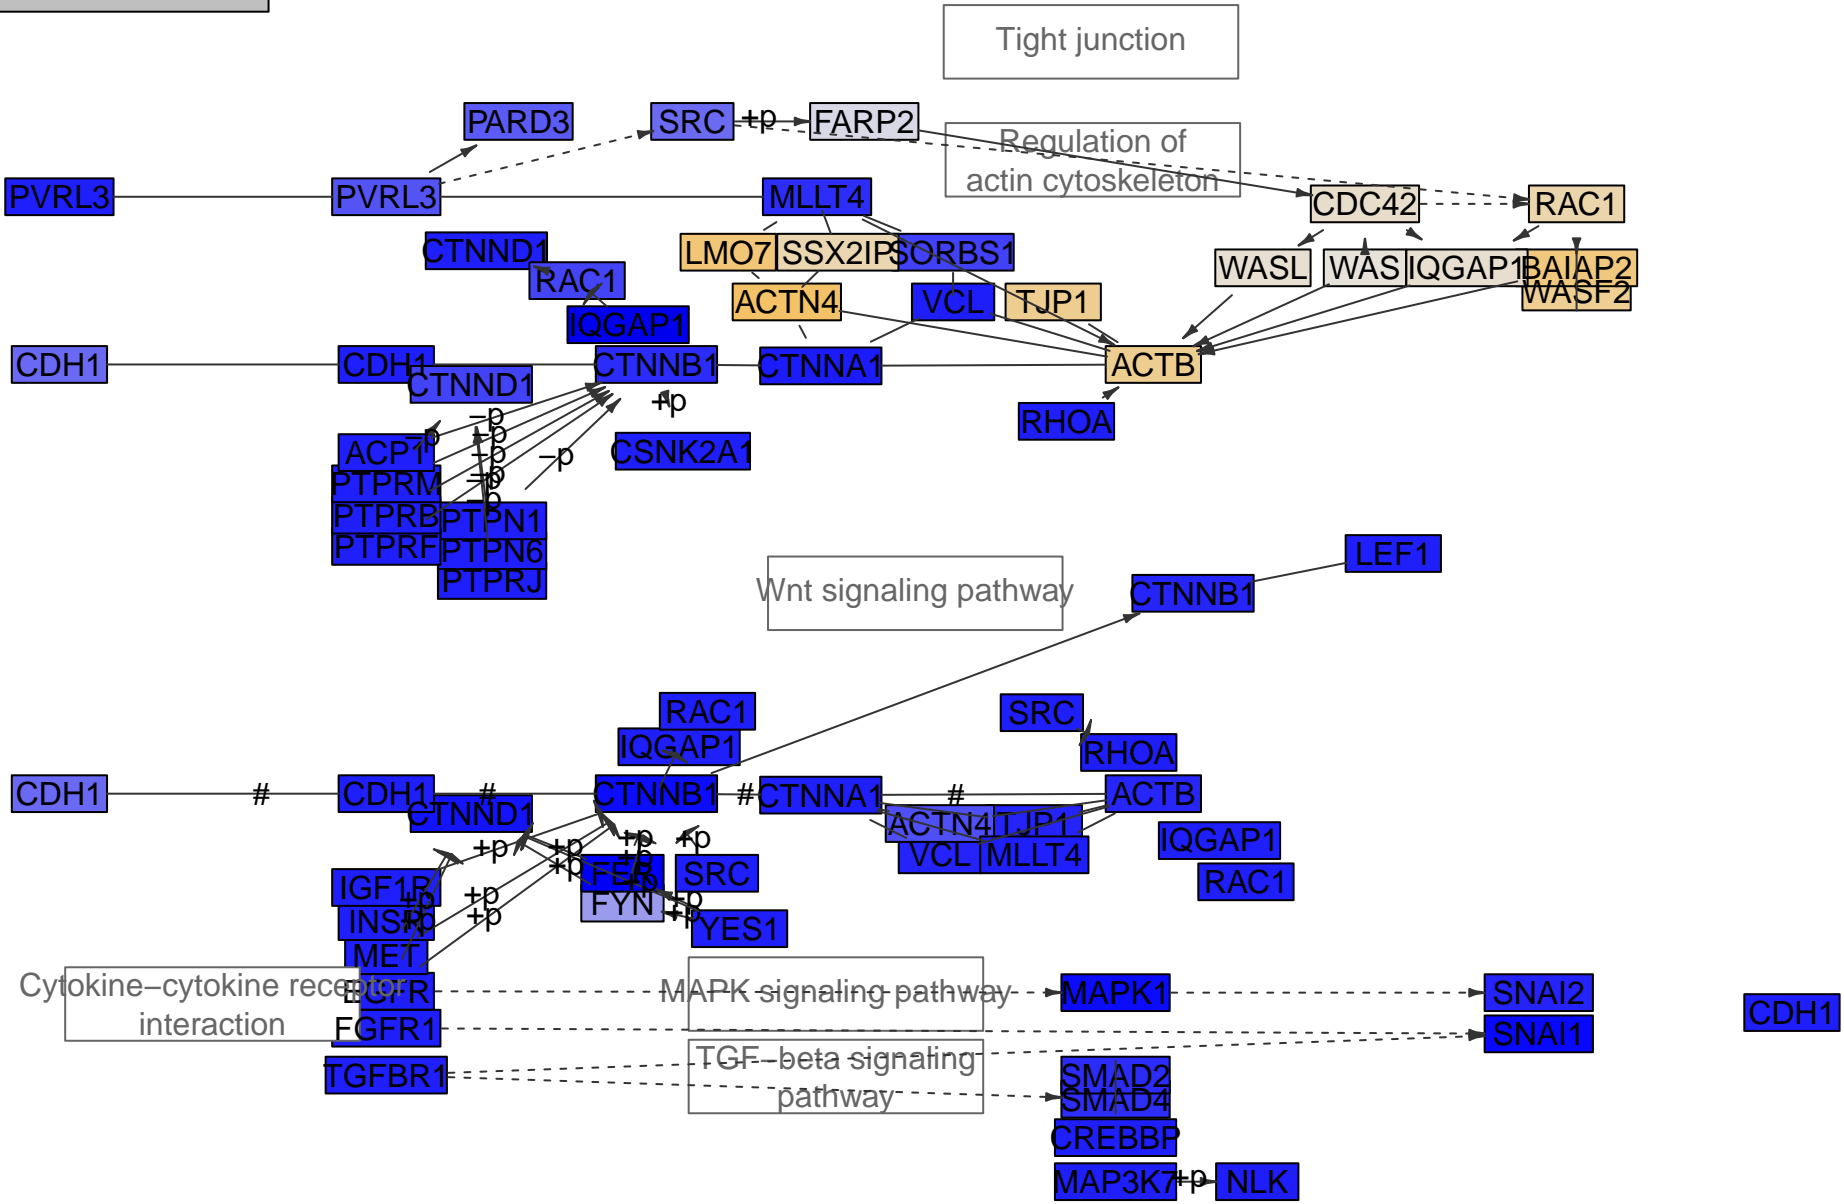 Tight junction
PARD3
SRC
+p
FARP2
Regulation of
actin cytoskeleton
PVRL3
PVRL3
MLLT4
CDC42
RAC1
CTNND1
LMO7
SSX2IP
SORBS1
WASL
WAS
IQGAP1
BAIAP2
RAC1
ACTN4
VCL
TJP1
WASF2
IQGAP1
CDH1
CDH1
CTNNB1
CTNNA1
ACTB
CTNND1
+p
–p
RHOA
–p
–p
ACP1
–p
–p
CSNK2A1
PTPRM
–p
–p
–p
PTPRB
PTPN1
PTPRF
PTPN6
LEF1
PTPRJ
Wnt signaling pathway
CTNNB1
RAC1
SRC
IQGAP1
RHOA
CDH1
#
CDH1
#
CTNNB1
#
CTNNA1
#
ACTB
CTNND1
ACTN4
TJP1
+p
+p
+p
+p
IQGAP1
+p
+p
VCL
MLLT4
IGF1R
FER
SRC
RAC1
+p
+p
+p
+p
FYN
INSR
+p
+p
+p
YES1
MET
Cytokine–cytokine receptor
interaction
EGFR
MAPK signaling pathway
MAPK1
SNAI2
CDH1
FGFR1
SNAI1
TGF–beta signaling
pathway
TGFBR1
SMAD2
SMAD4
CREBBP
MAP3K7
+p
NLK